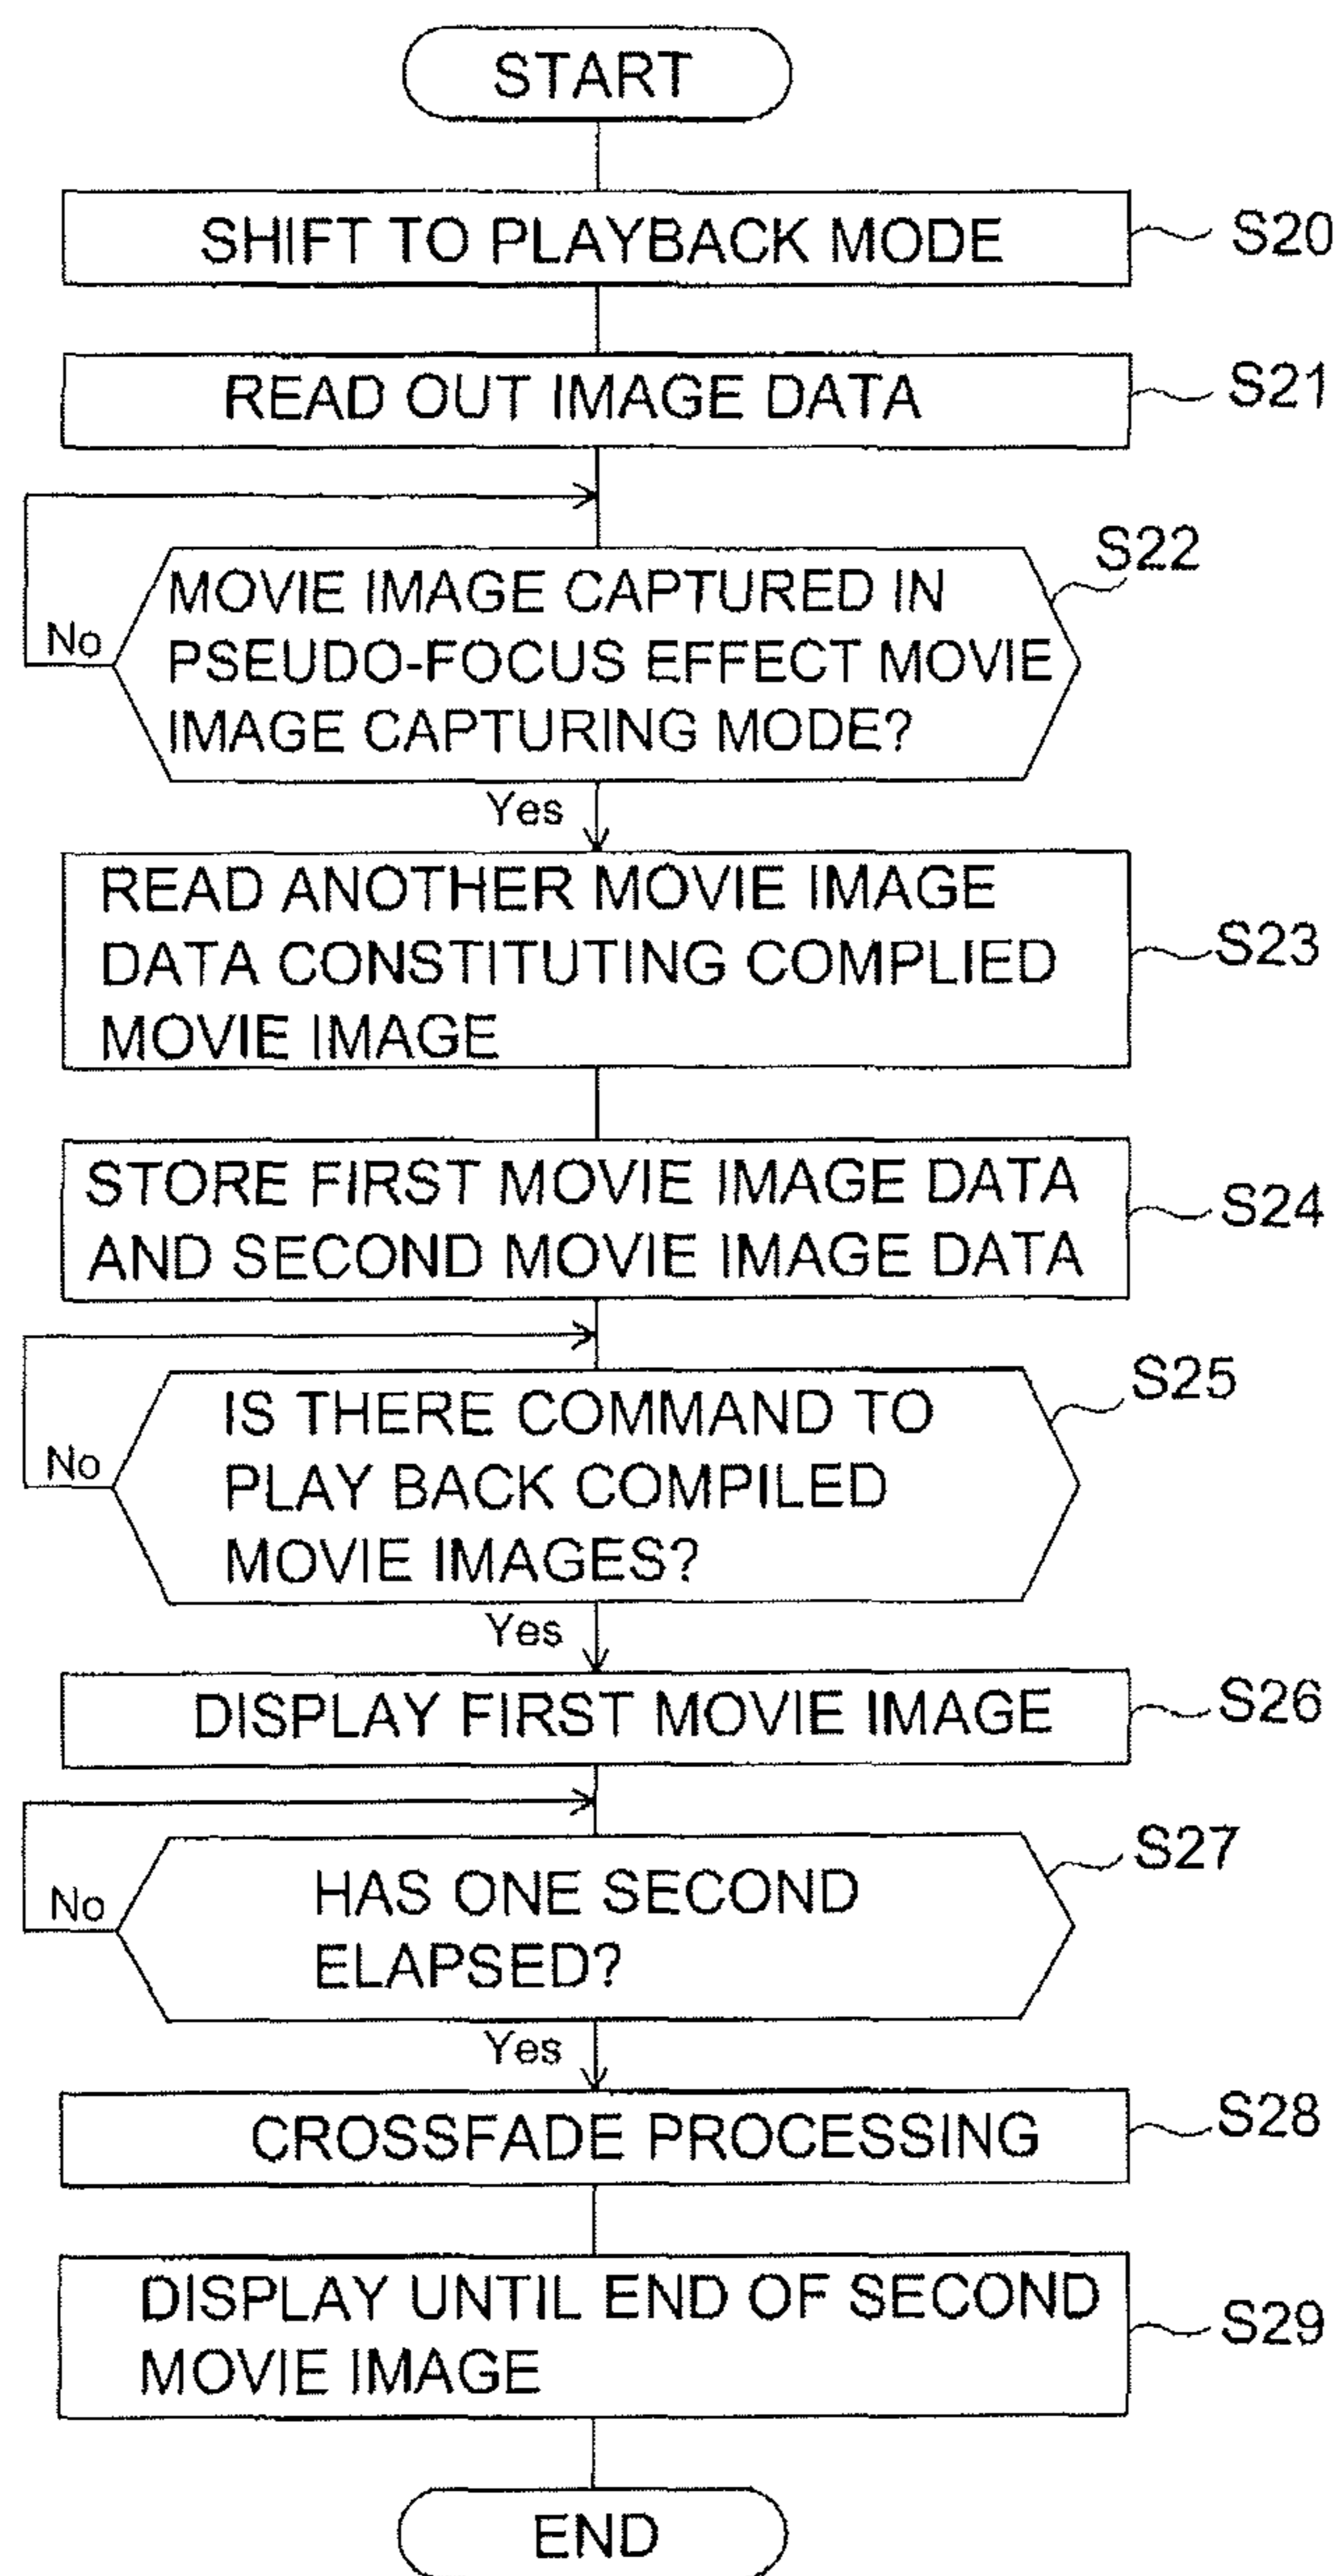 START
SHIFT TO PLAYBACK MODE
S20
READ OUT IMAGE DATA
S21
S22
MOVIE IMAGE CAPTURED IN
No
PSEUDO-FOCUS EFFECT MOVIE
IMAGE CAPTURING MODE?
Yes
READ ANOTHER MOVIE IMAGE
DATA CONSTITUTING COMPLIED
S23
MOVIE IMAGE
STORE FIRST MOVIE IMAGE DATA
S24
AND SECOND MOVIE IMAGE DATA
S25
IS THERE COMMAND TO
No
PLAY BACK COMPILED
MOVIE IMAGES?
Yes
DISPLAY FIRST MOVIE IMAGE
S26
S27
HAS ONE SECOND
No
ELAPSED?
Yes
CROSSFADE PROCESSING
S28
DISPLAY UNTIL END OF SECOND
S29
MOVIE IMAGE
END